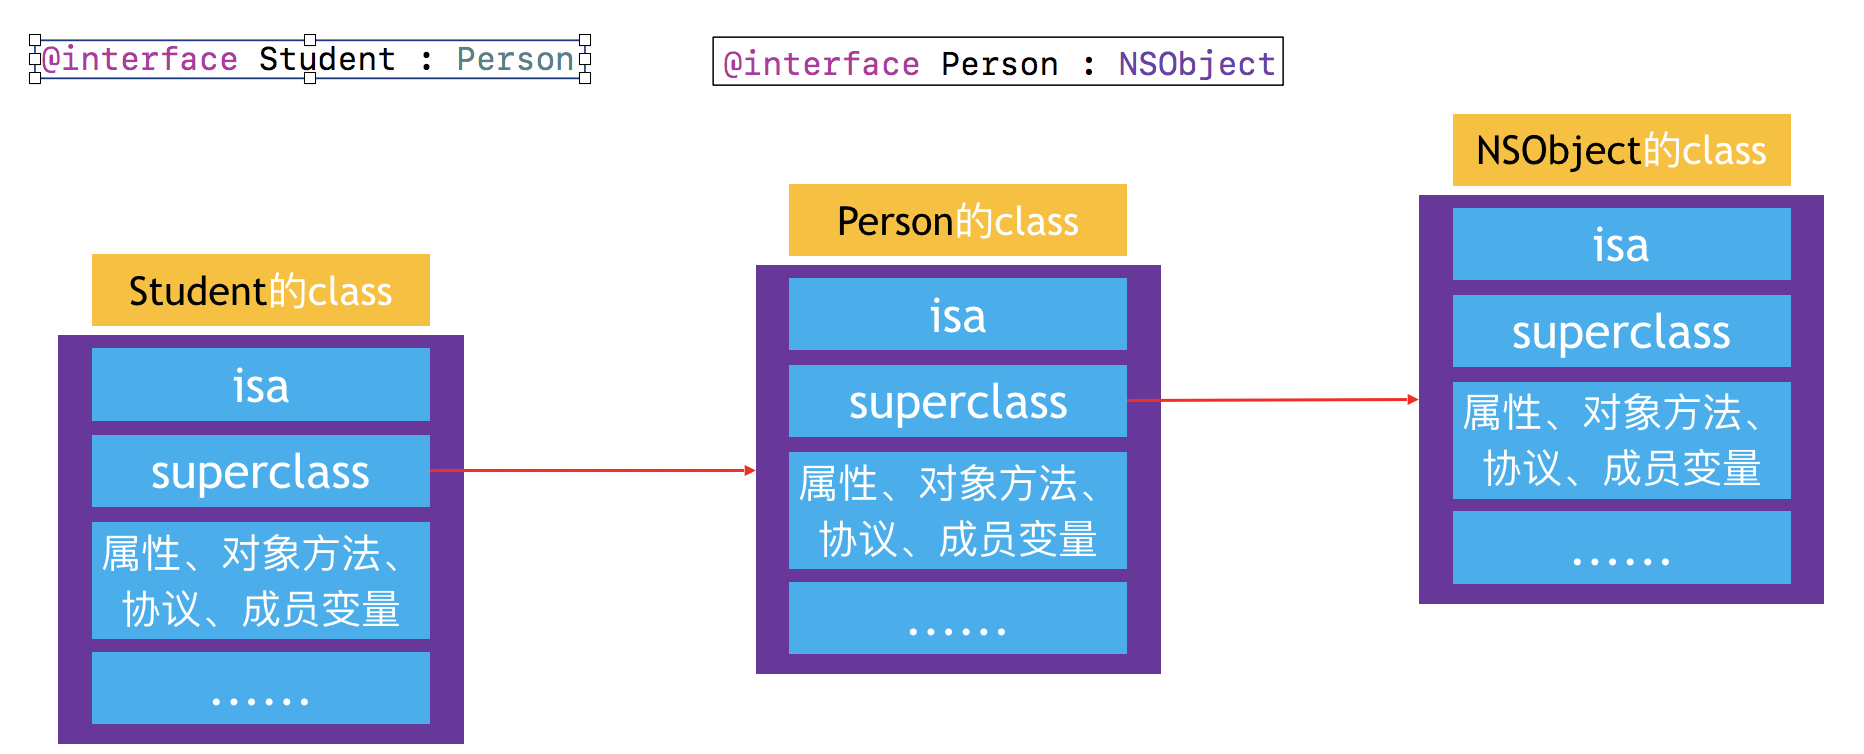 @interface Student : Person
@interface Person : NSObject
Student的class
isa
superclass
属性、对象方法、
协议、成员变量
......
Person的class
isa
superclass
属性、对象方法、
协议、成员变量
......
NSObject的class
isa
superclass
属性、对象方法、
协议、成员变量
......